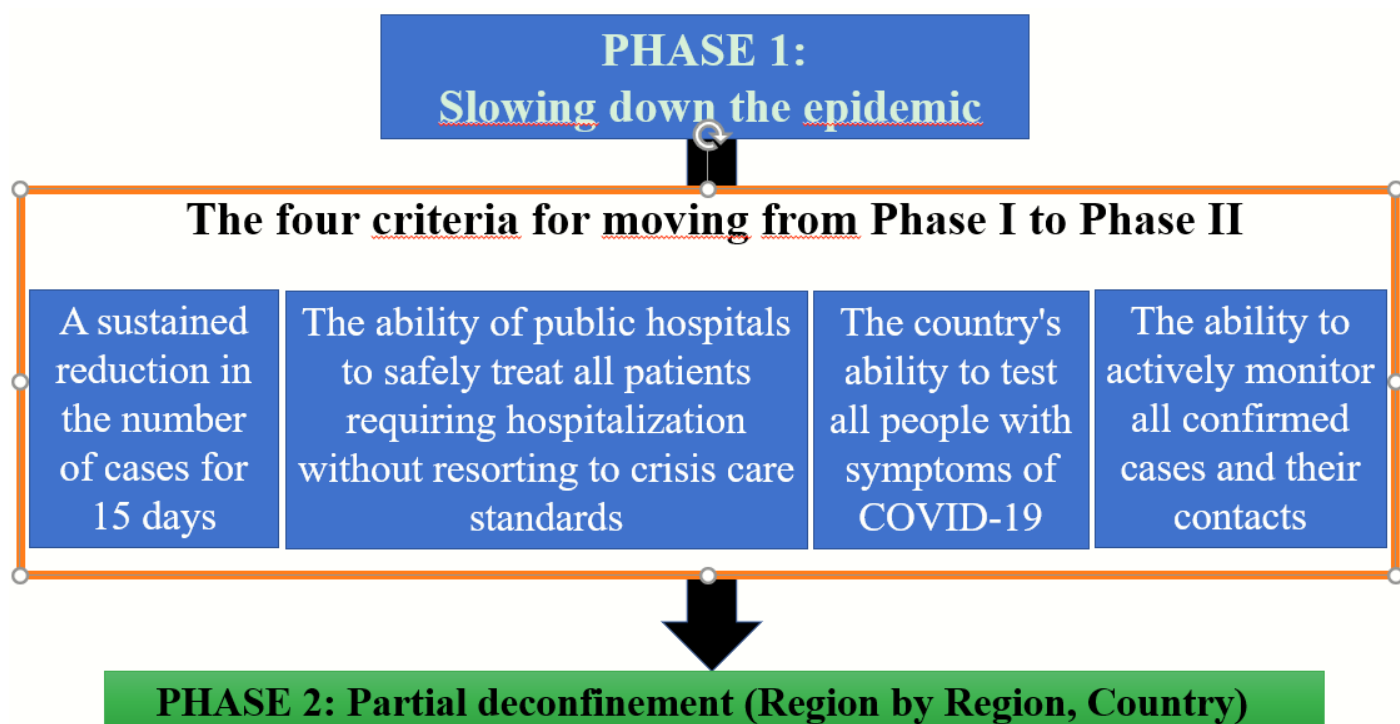 PHASE 1:
Slowing down the epidemic
The four criteria for moving from Phase I to Phase II
A sustained
reduction in
the number
of cases for
15 days
The ability of public hospitals
to safely treat all patients
requiring hospitalization
without resorting to crisis care
standards
The country's
ability to test
all people with
symptoms of
COVID-19
The ability to
actively monitor
all confirmed
cases and their
contacts
PHASE 2: Partial deconfinement (Region by Region, Country)